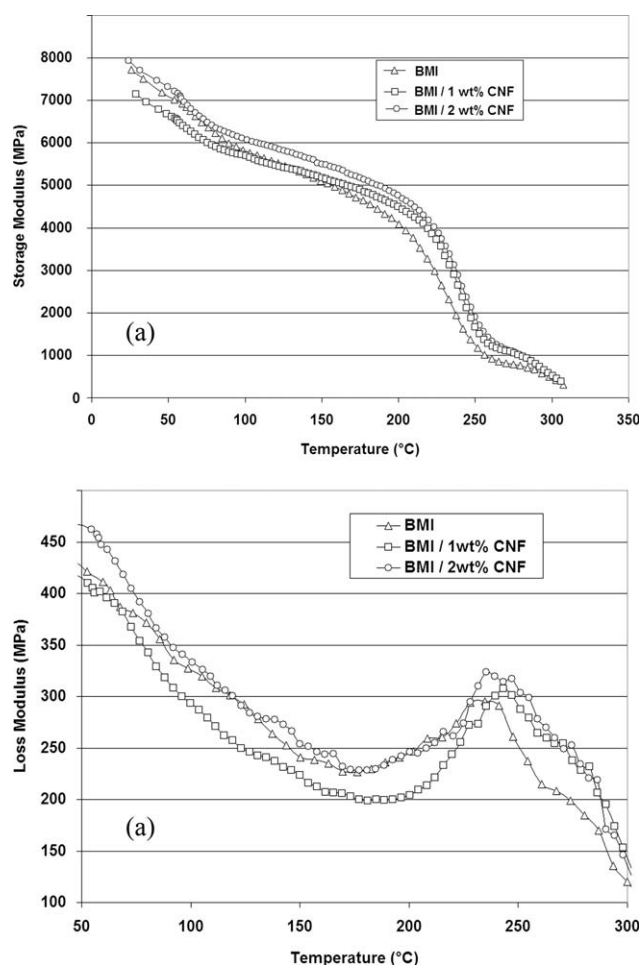 8000
7000
6000
5000
4000
3000
2000
1000
0
Storage Modulus (MPa)
BMI
BMI / 1 wt% CNF
BMI / 2 wt% CNF
(a)
0 50 100 150 200 250 300 350
Temperature (°C)
450
400
350
300
250
200
150
100
Loss Modulus (MPa)
BMI
BMI / 1wt% CNF
BMI / 2wt% CNF
(a)
50 100 150 200 250 300
Temperature (°C)